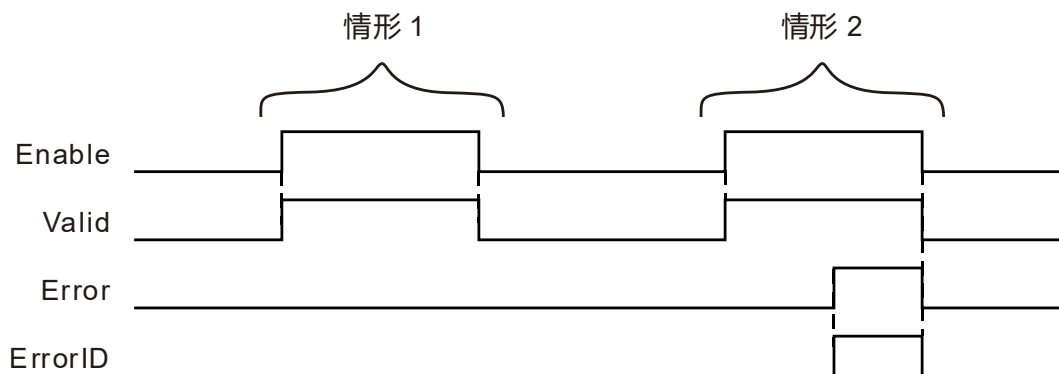 情形 1
情形 2
Enable
Valid
Error
ErrorID